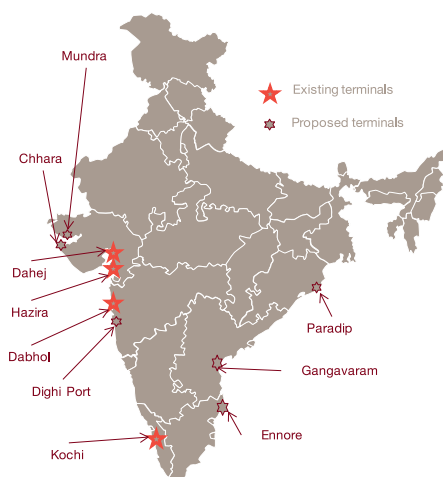 Mundra
Existing terminals
Proposed terminals
Chhara
Dahej
Hazira
Paradip
Dabhol
Gangavaram
Dighi Port
Ennore
Kochi